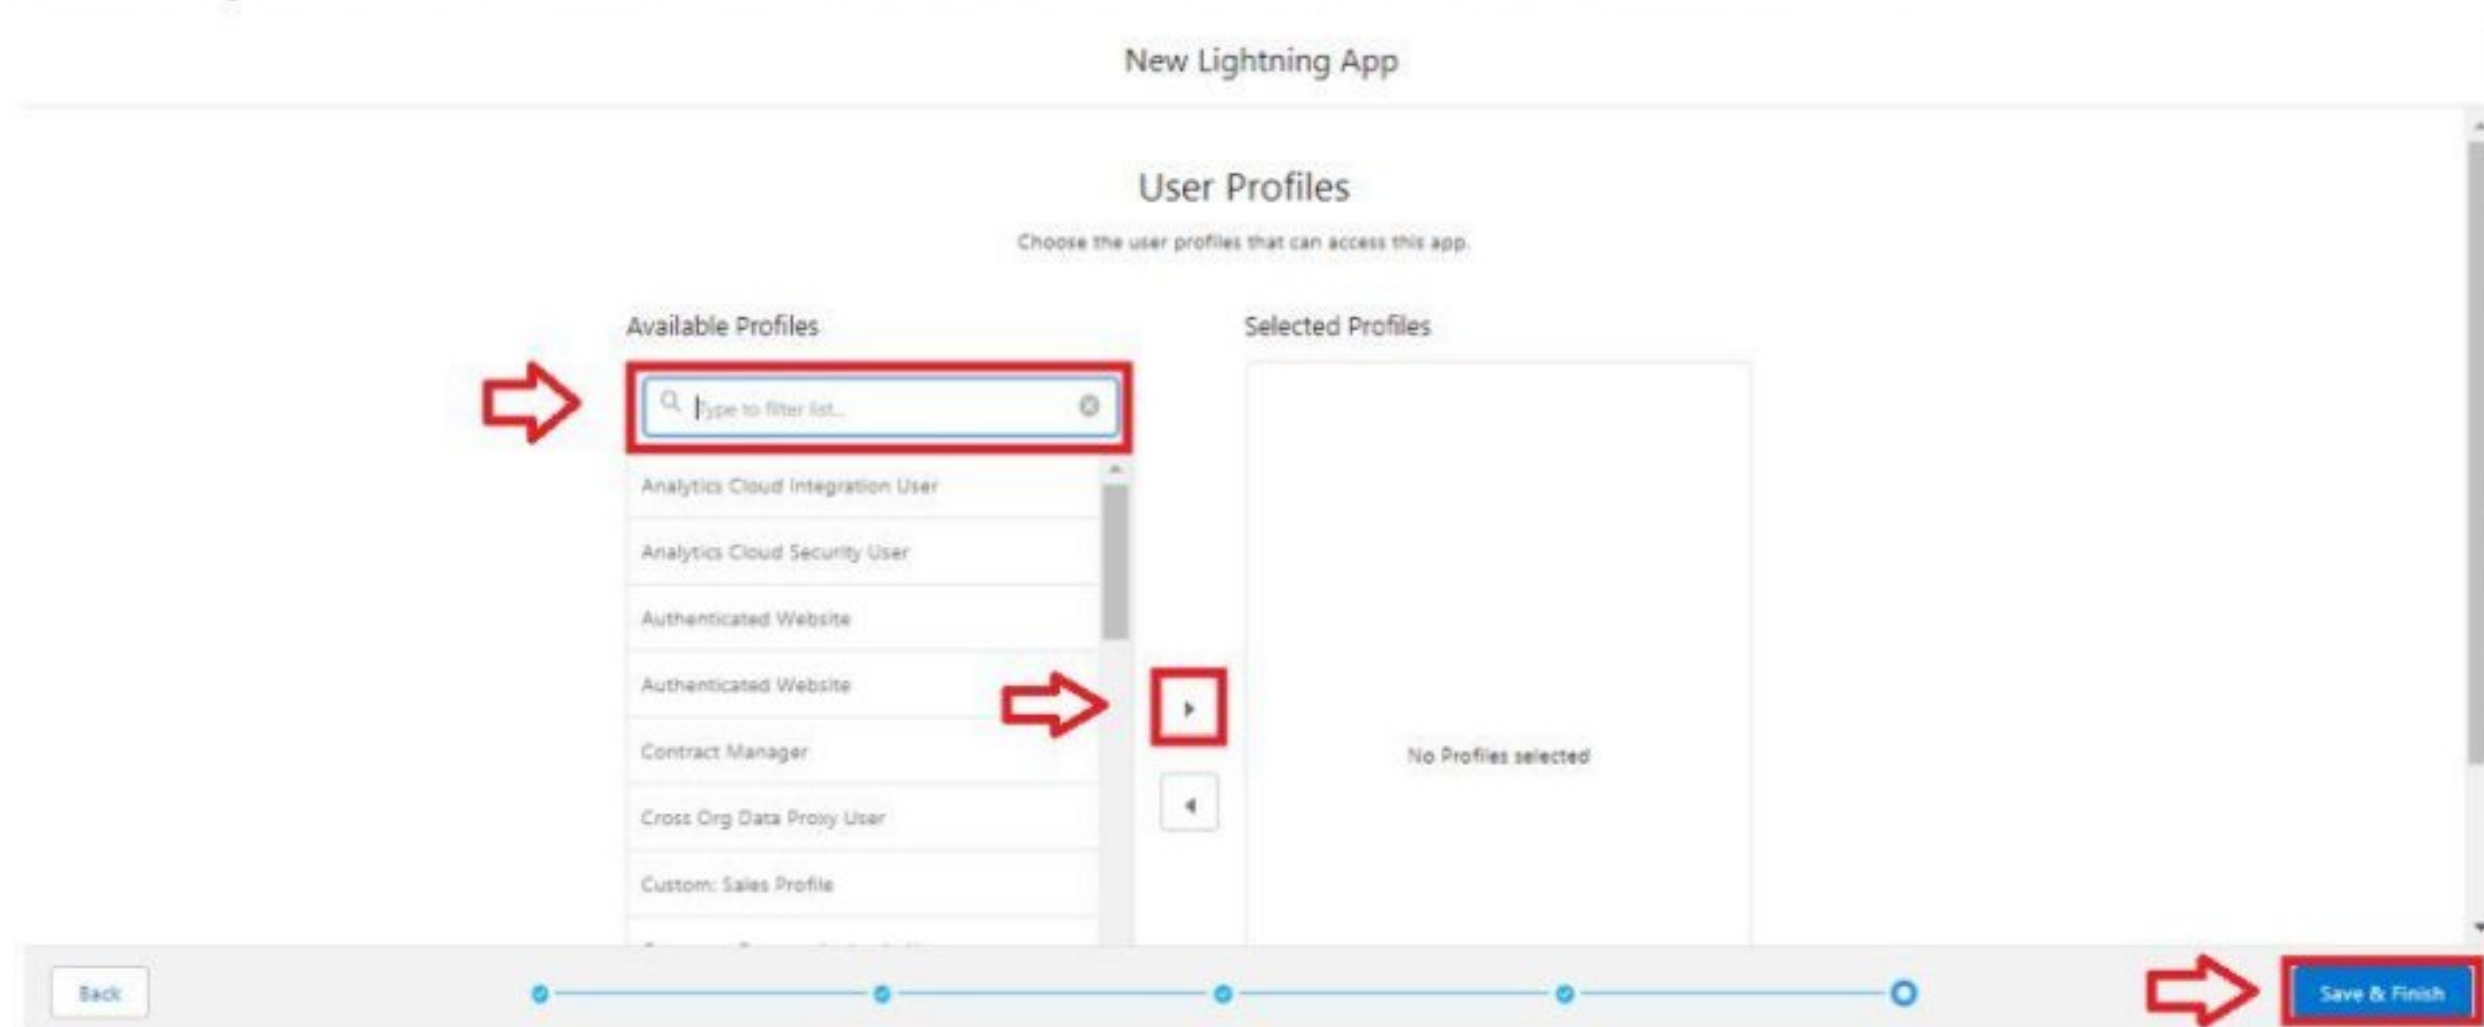 New Lightning App
User Profiles
Choose the user profiles that can access this app.
Available Profiles
Selected Profiles
Type to filter list...
Analytics Cloud Integration User
Analytics Cloud Security User
Authenticated Website
Authenticated Website
Contract Manager
No Profiles selected
Cross Org Data Proxy User
Custom: Sales Profile
Back
Save & Finish